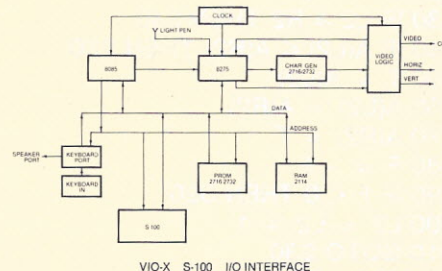 CLOCK
LIGHT PEN
8085
8275
CHAR GEN
2716/2732
VIDEO
LOGIC
VIDEO
HORIZ
VERT
DATA
ADDRESS
SPEAKER
PORT
KEYBOARD
PORT
KEYBOARD
IN
PROM
2716 2732
RAM
2114
S 100
VIO-X S-100 I/O INTERFACE